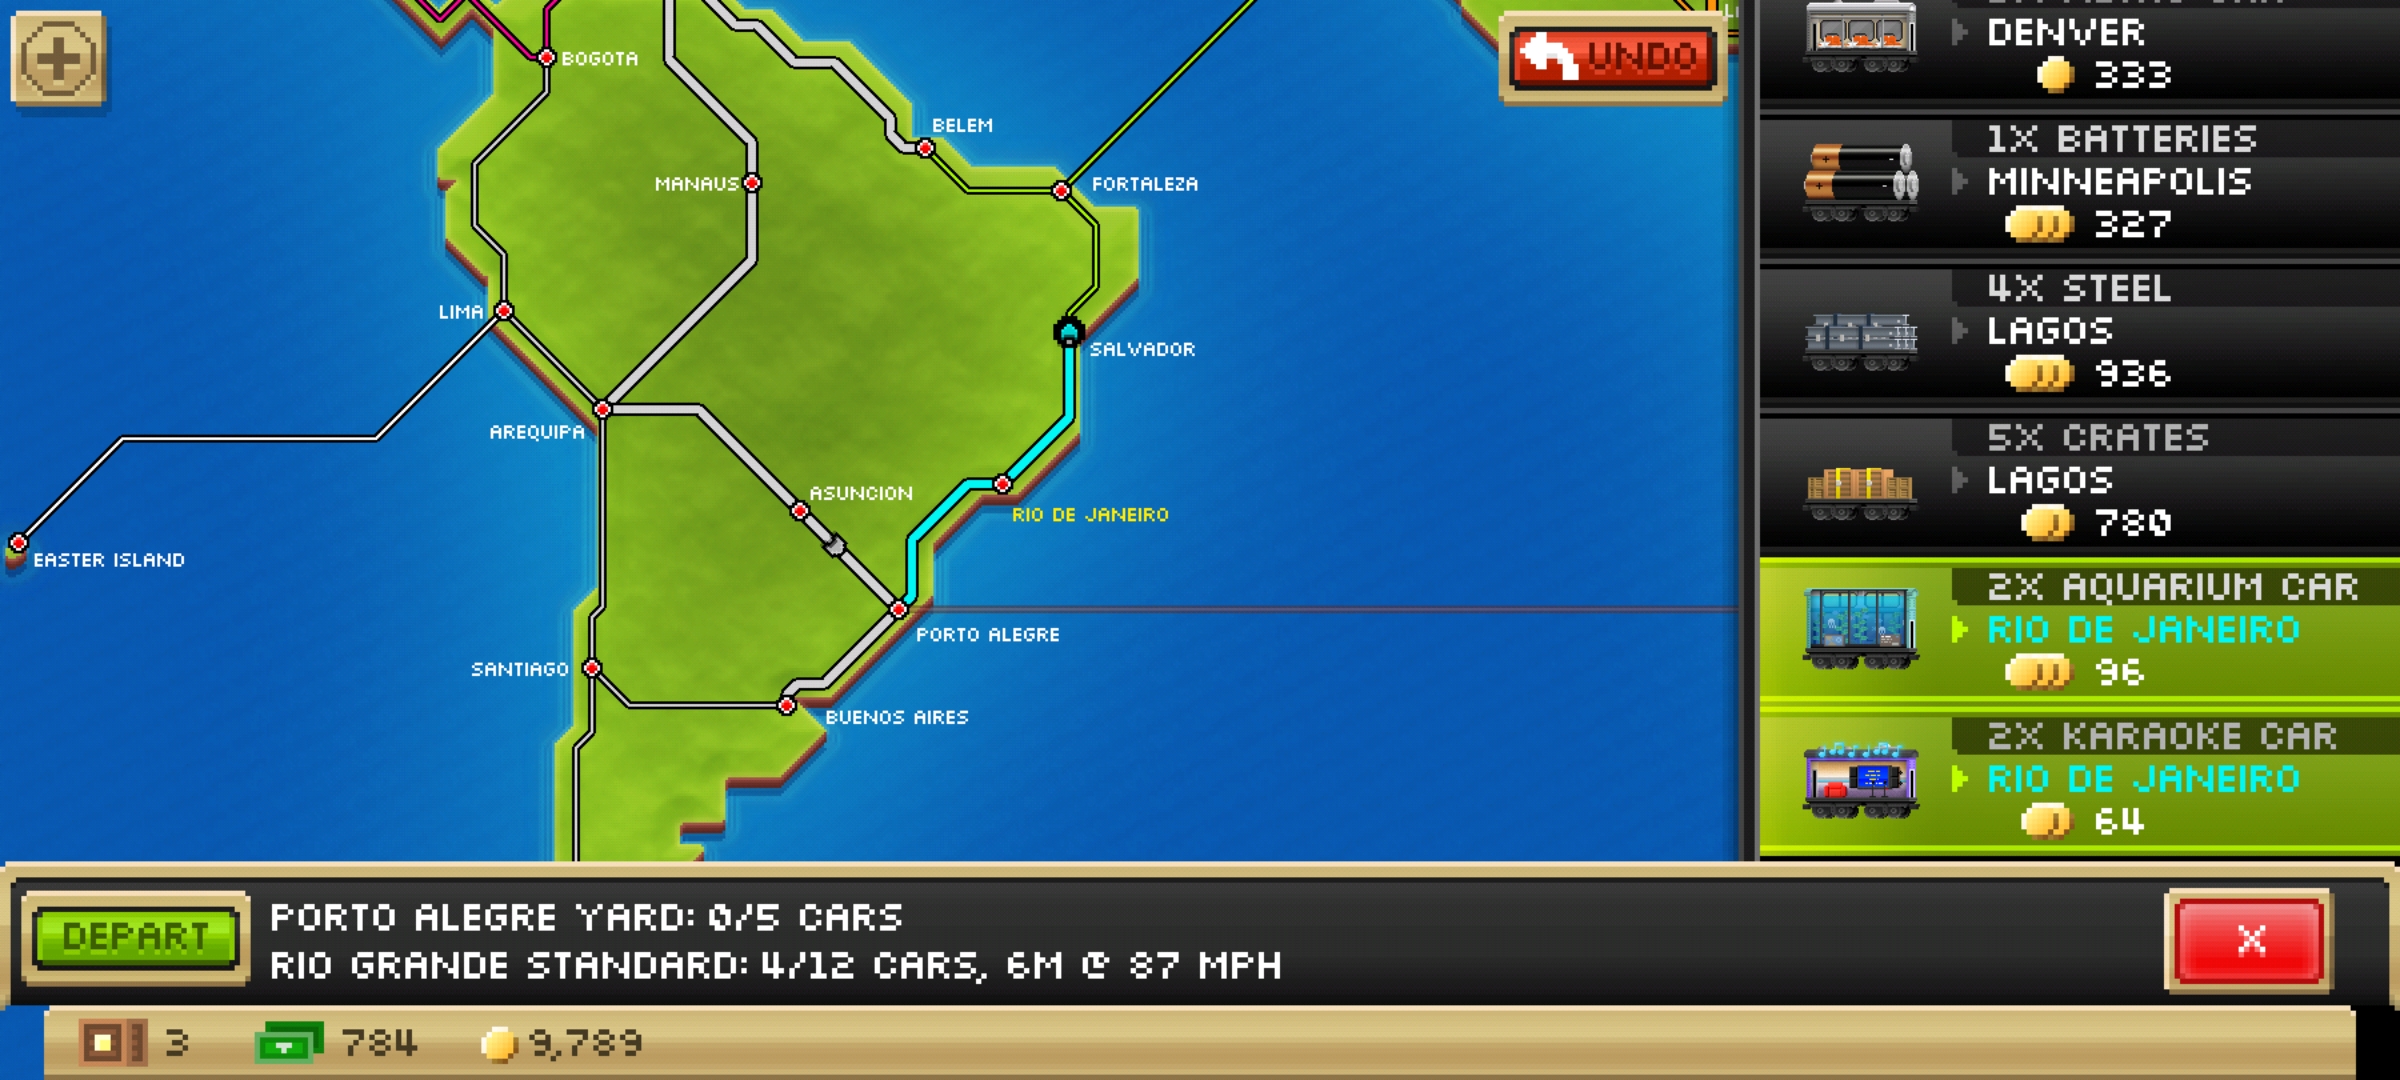 BOGOTA
MANAUS
BELEM
FORTALEZA
LIMA
SALVADOR
AREQUIPA
ASUNCION
RIO DE JANEIRO
EASTER ISLAND
PORTO ALEGRE
SANTIAGO
BUENOS AIRES
UNDO
DENVER
333
1X BATTERIES
MINNEAPOLIS
327
4X STEEL
LAGOS
936
5X CRATES
LAGOS
780
2X AQUARIUM CAR
RIO DE JANEIRO
96
2X KARAOKE CAR
RIO DE JANEIRO
64
DEPART
PORTO ALEGRE YARD: 0/5 CARS
RIO GRANDE STANDARD: 4/12 CARS, 6M @ 87 MPH
X
3 784 9,789